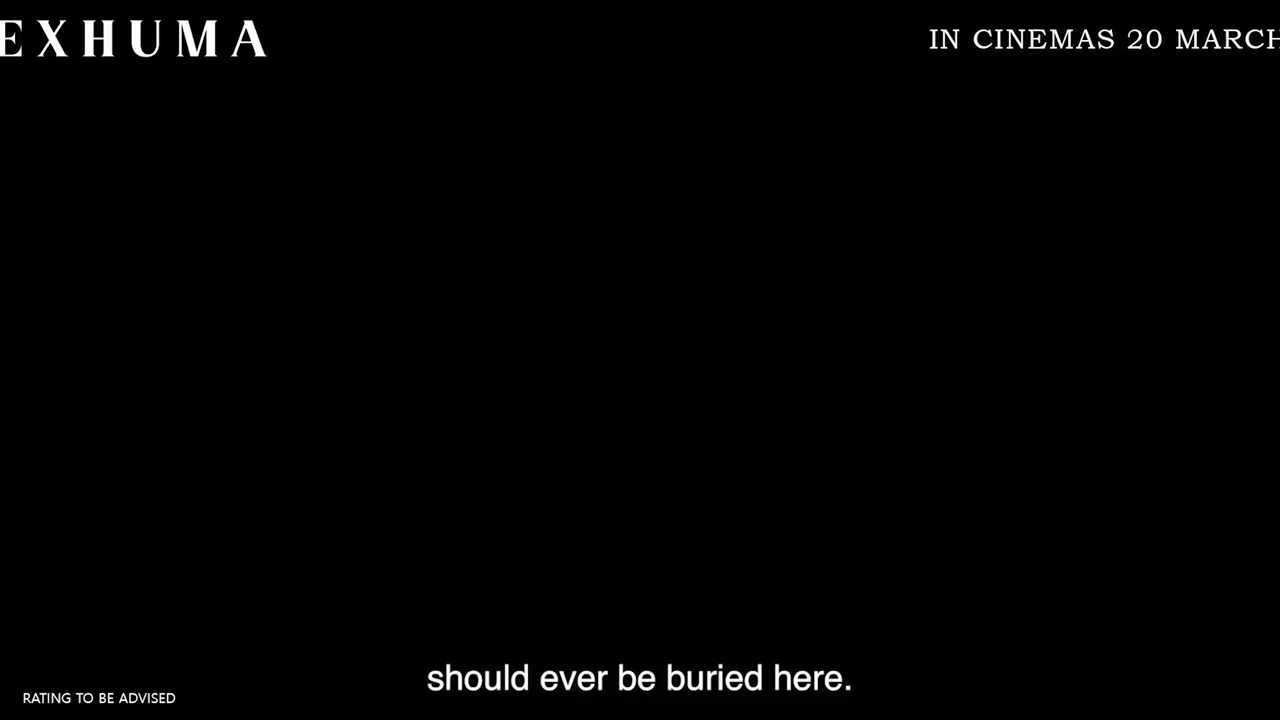 EXHUMA
IN CINEMAS 20 MARCH
should ever be buried here.
RATING TO BE ADVISED